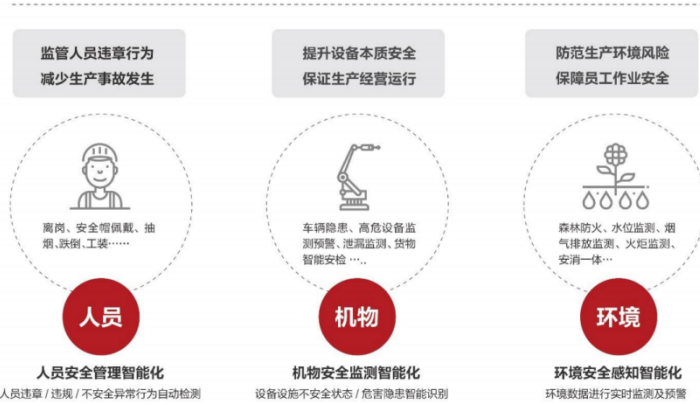 监管人员违章行为
减少生产事故发生
提升设备本质安全
保证生产经营运行
防范生产环境风险
保障员工作业安全
离岗、安全帽佩戴、抽
烟、跌倒、工装……
车辆隐患、高危设备监
测预警、泄漏监测、货物
智能安检 ….
森林防火、水位监测、烟
气排放监测、火炬监测、
安消一体…
人员
机物
环境
人员安全管理智能化
机物安全监测智能化
环境安全感知智能化
人员违章 / 违规 / 不安全异常行为自动检测
设备设施不安全状态 / 危害隐患智能识别
环境数据进行实时监测及预警